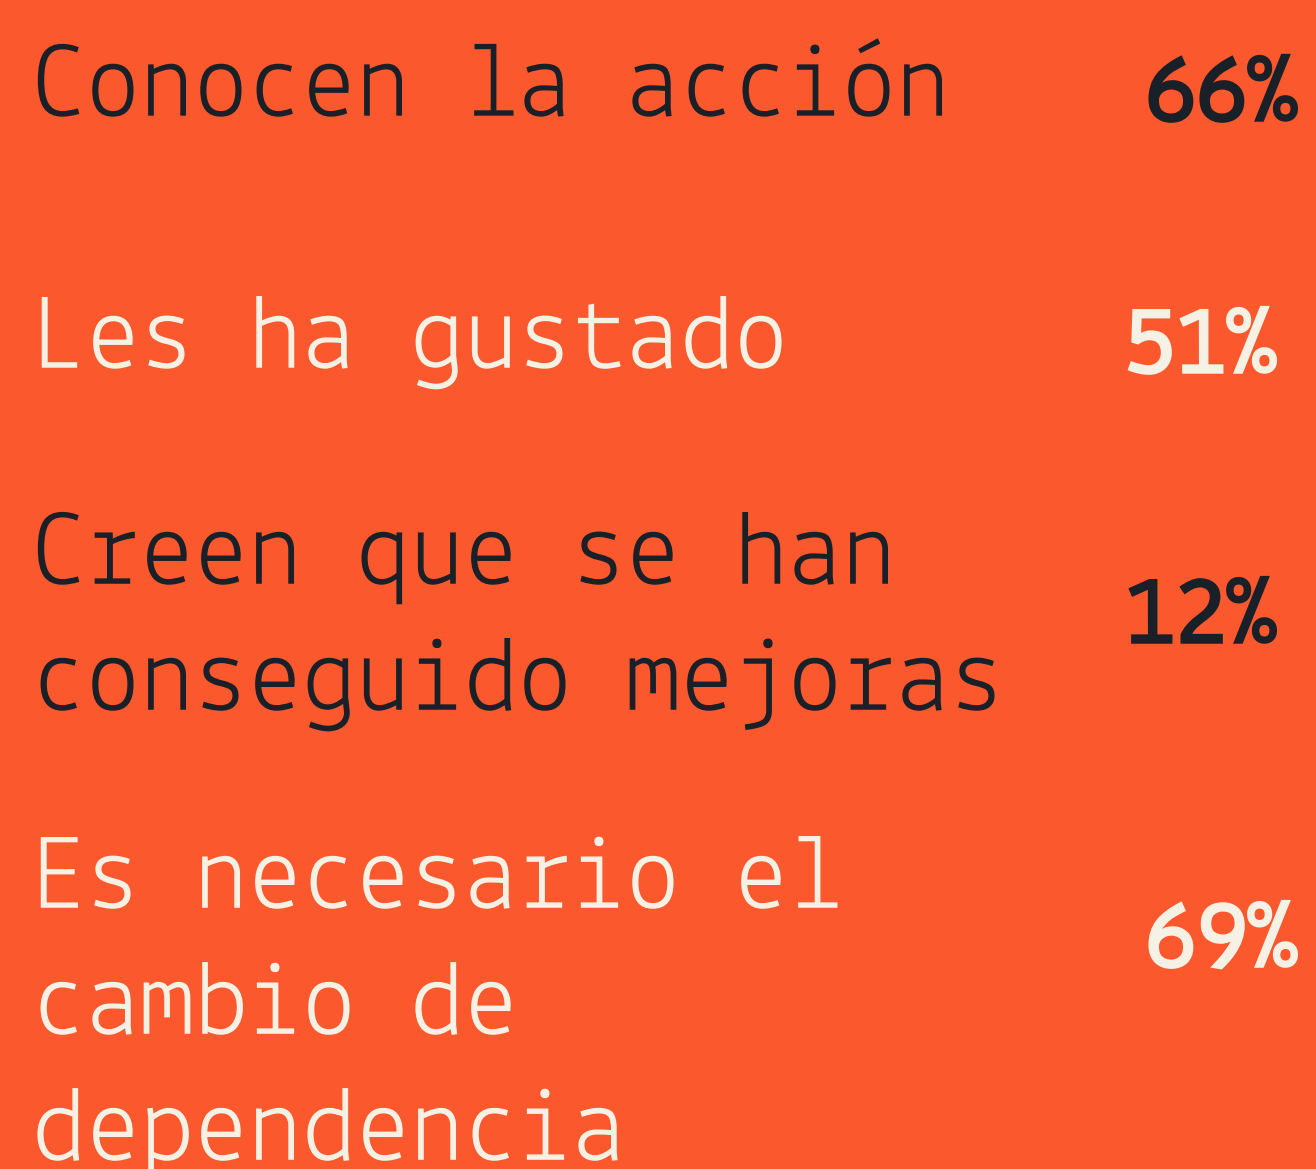 Conocen la acción 66%
Les ha gustado 51%
Creen que se han
conseguido mejoras 12%
Es necesario el
cambio de
dependencia 69%